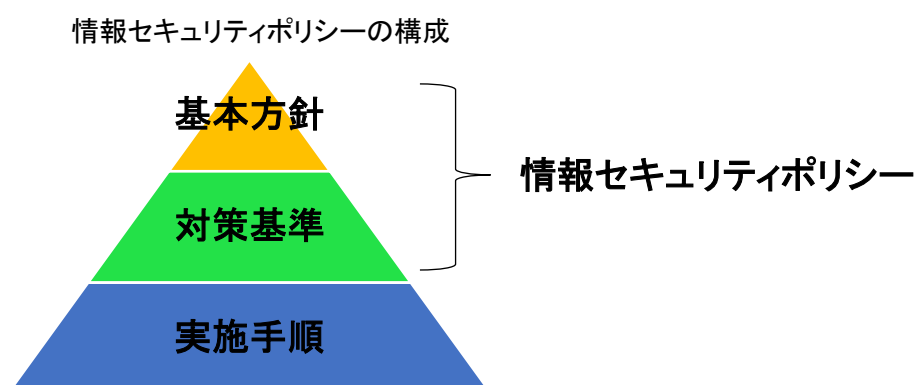 情報セキュリティポリシーの構成
基本方針
情報セキュリティポリシー
対策基準
実施手順